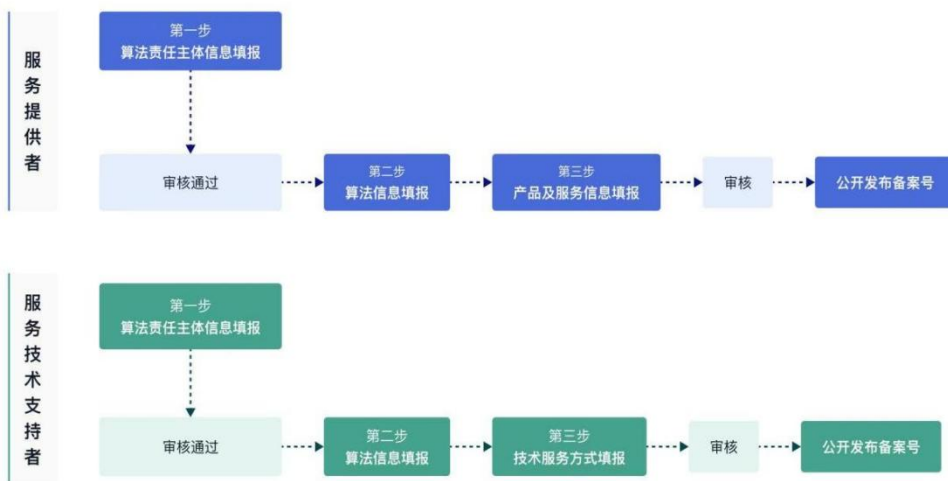 服务提供者
第一步
算法责任主体信息填报
审核通过
第二步
算法信息填报
第三步
产品及服务信息填报
审核
公开发布备案号
服务技术支持者
第一步
算法责任主体信息填报
审核通过
第二步
算法信息填报
第三步
技术服务方式填报
审核
公开发布备案号